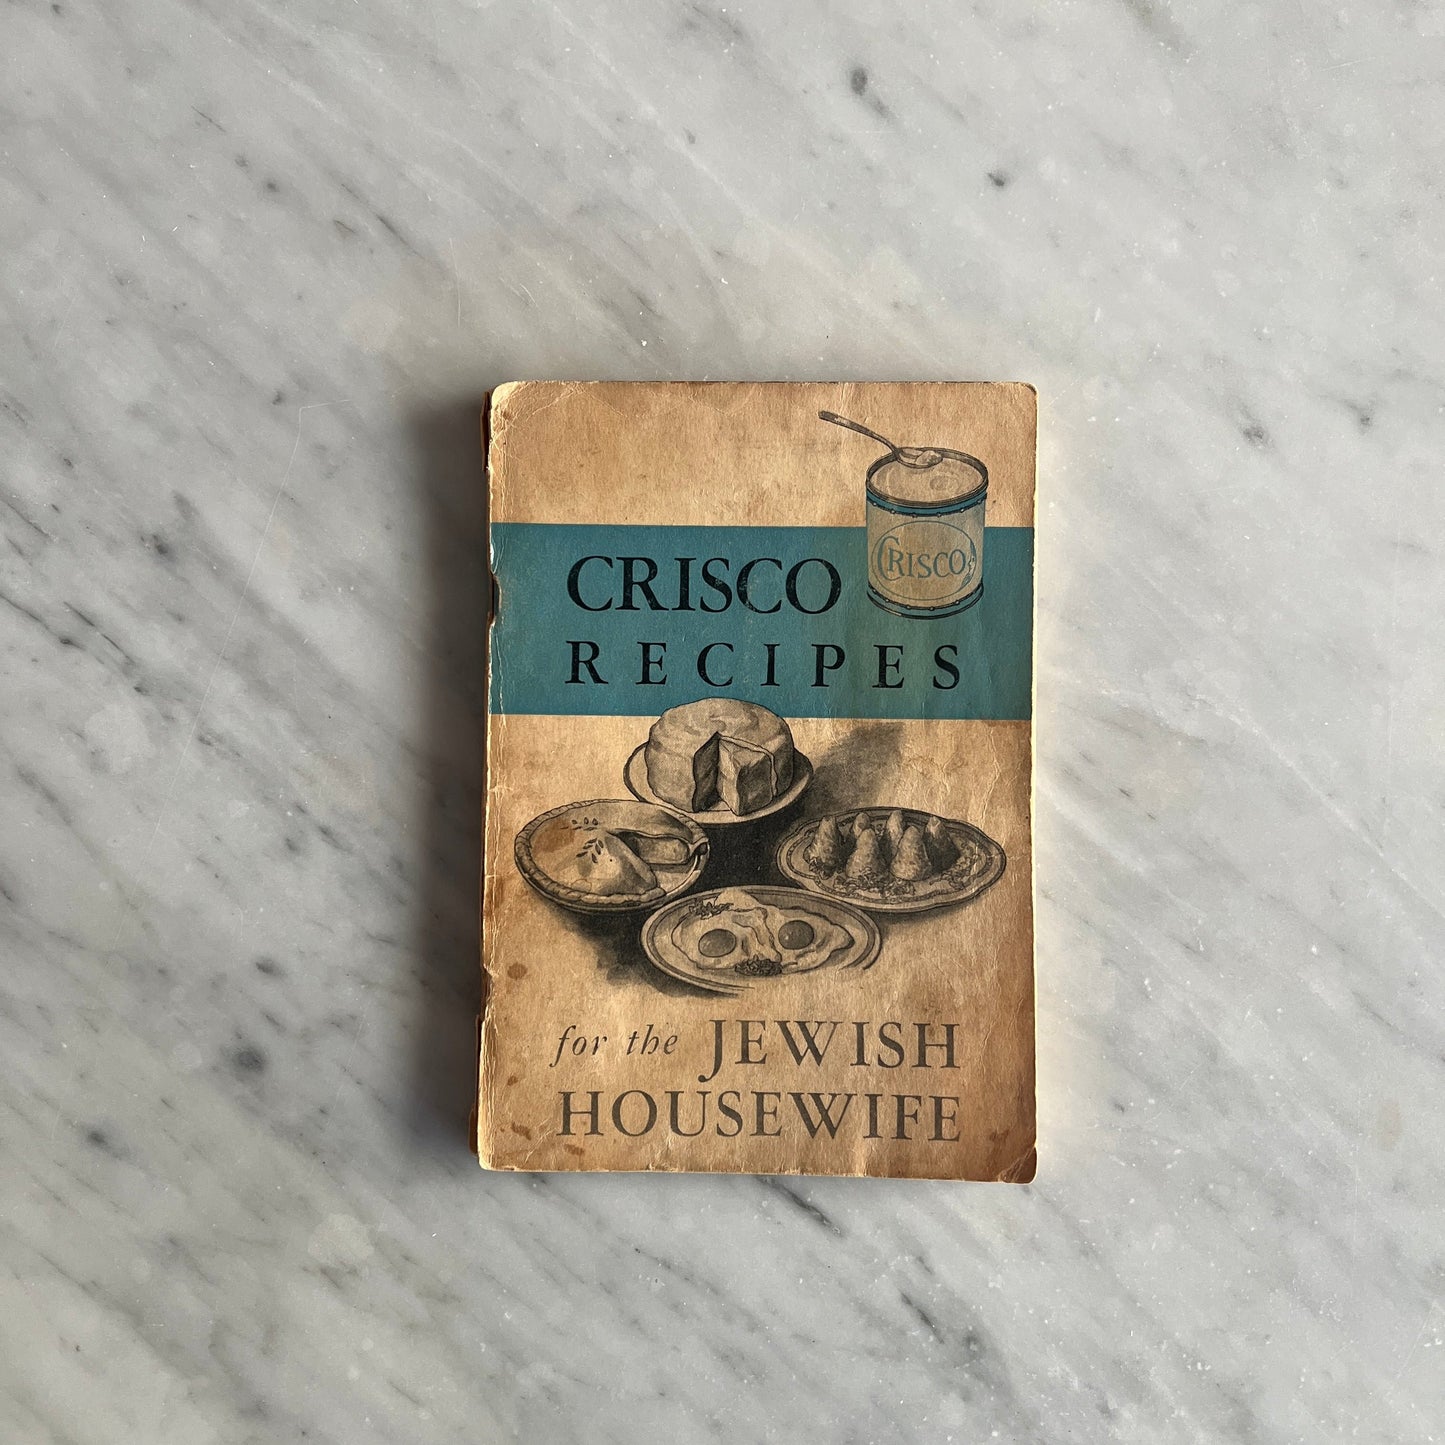 CRISCO
CRISCO
RECIPES
for the JEWISH
HOUSEWIFE